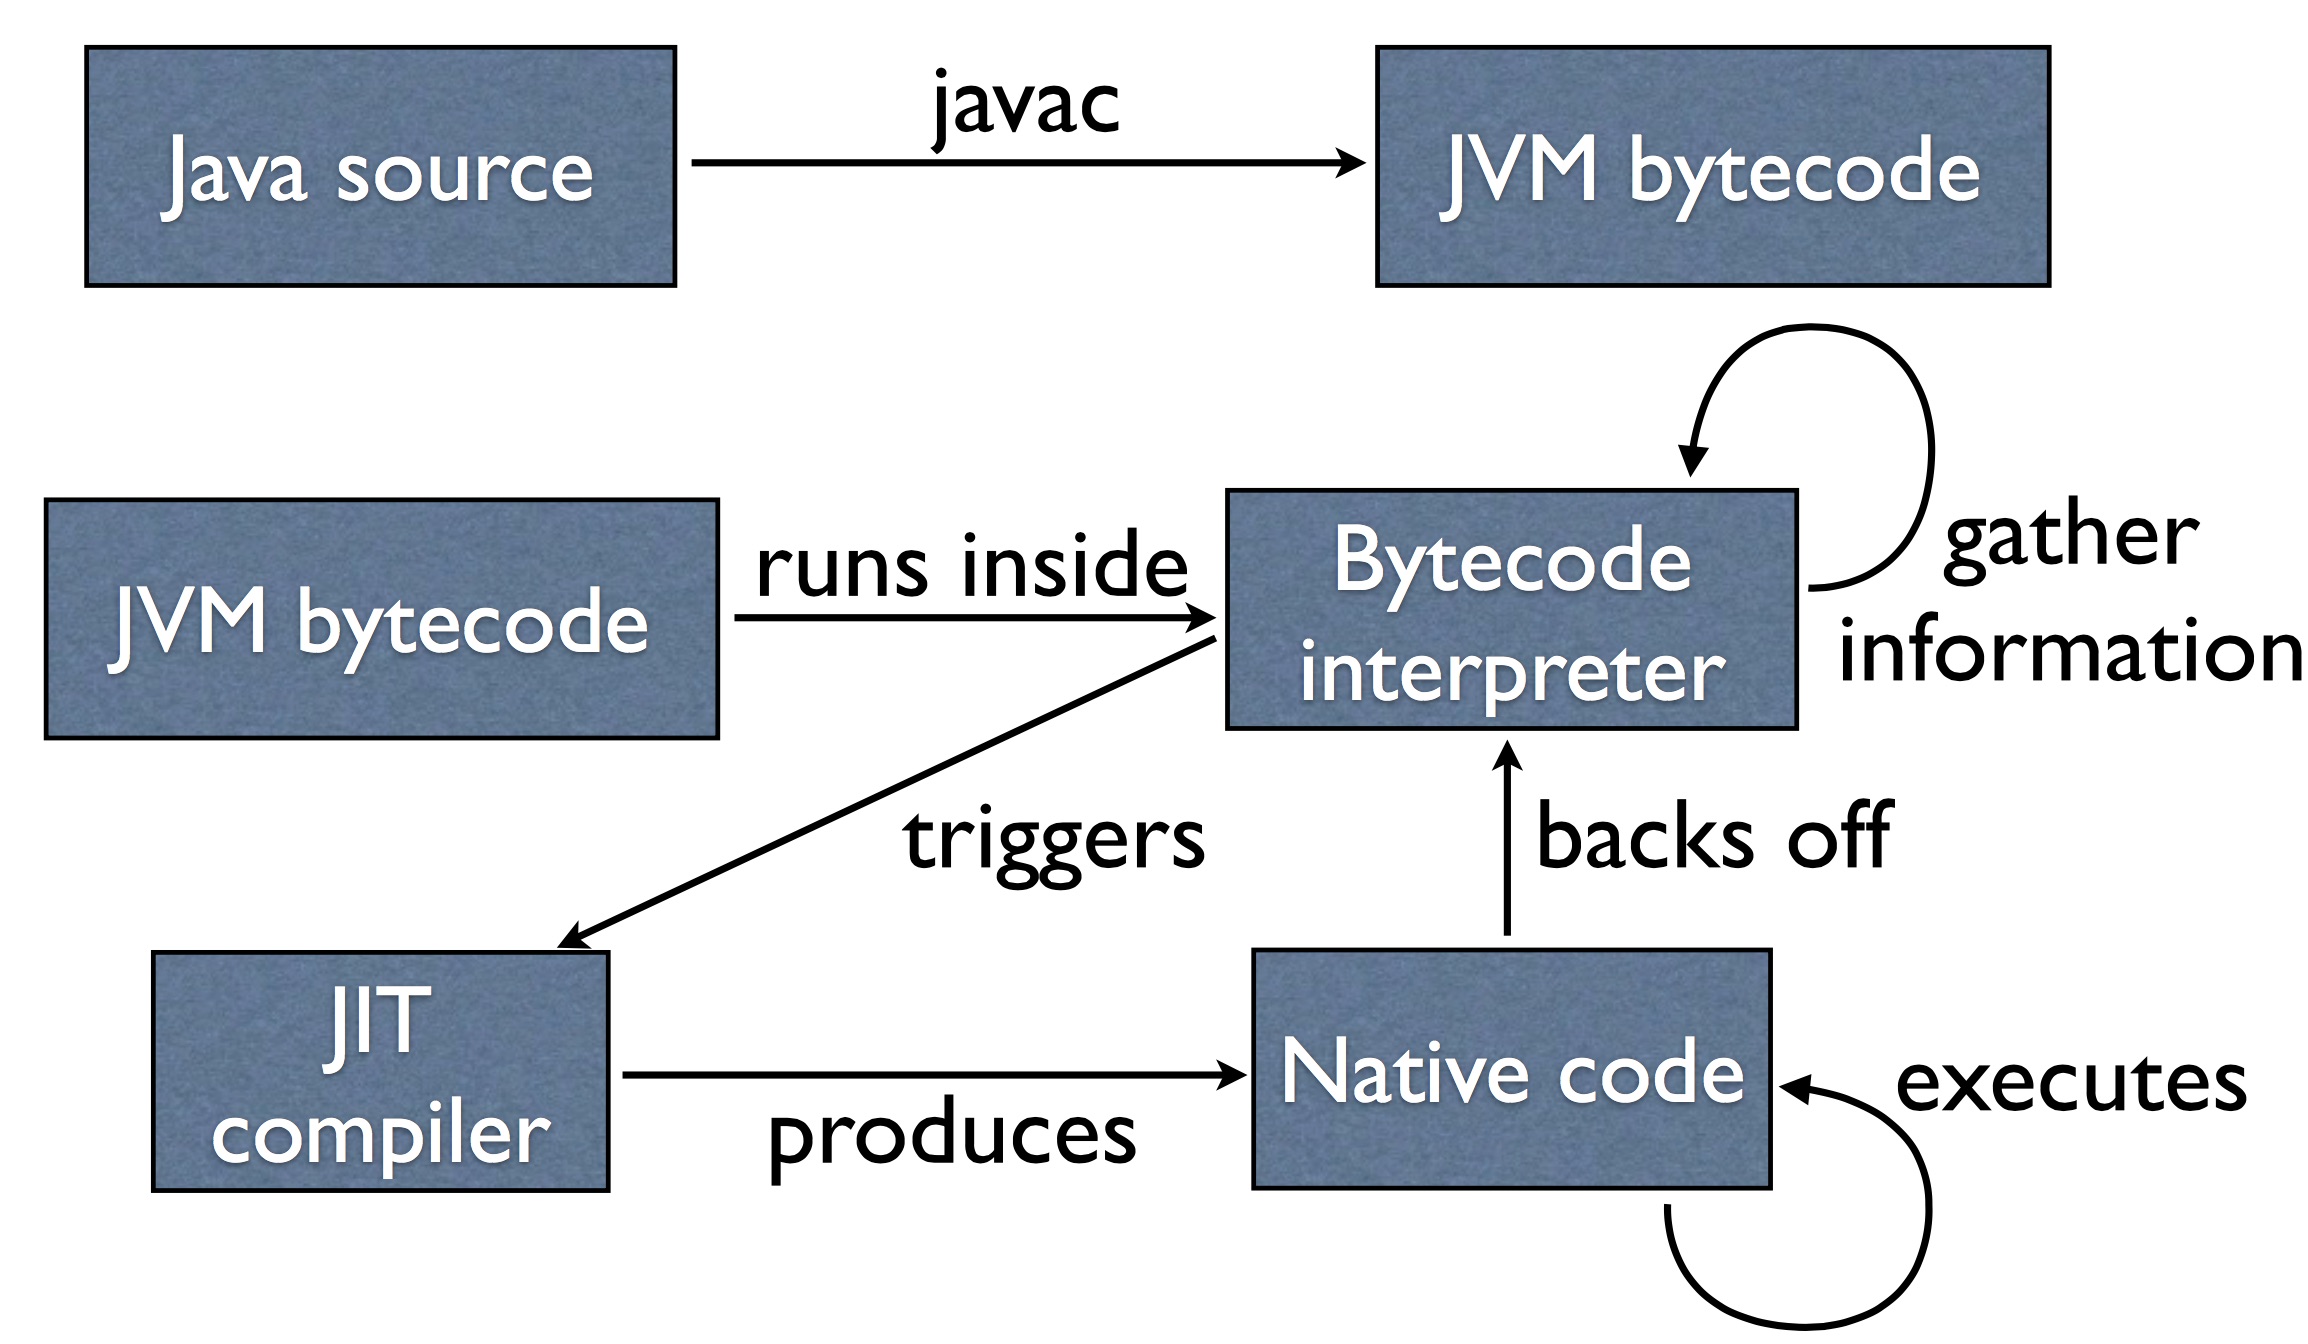 Java source
javac
JVM bytecode
JVM bytecode
runs inside
Bytecode
interpreter
gather
information
triggers
backs off
JIT
compiler
produces
Native code
executes